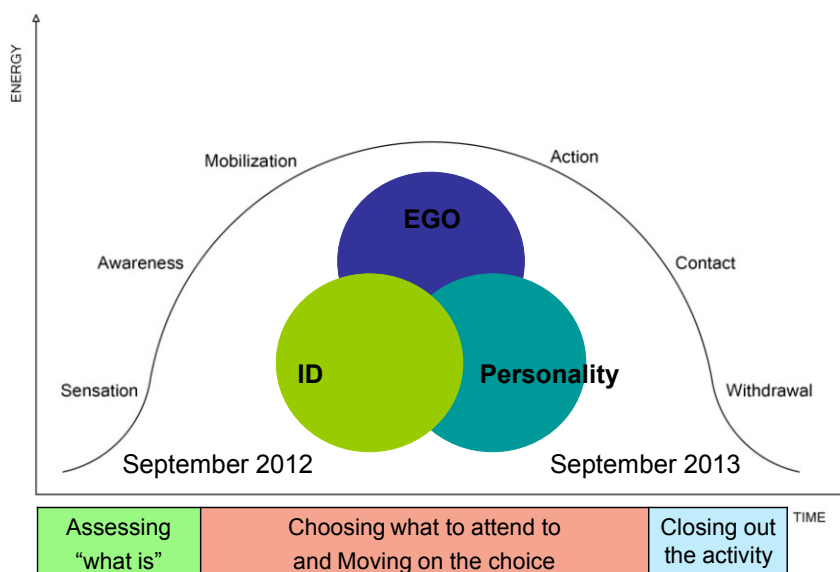 ENERGY
Mobilization
Action
EGO
Awareness
Contact
ID
Personality
Sensation
Withdrawal
September 2012
September 2013
TIME
Assessing
“what is”
Choosing what to attend to
and Moving on the choice
Closing out
the activity